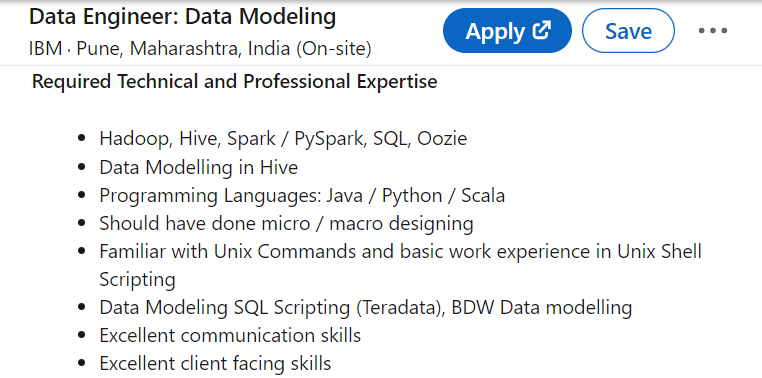 Data Engineer: Data Modeling
IBM · Pune, Maharashtra, India (On-site)
Apply
Save
Required Technical and Professional Expertise
Hadoop, Hive, Spark / PySpark, SQL, Oozie
Data Modelling in Hive
Programming Languages: Java / Python / Scala
Should have done micro / macro designing
Familiar with Unix Commands and basic work experience in Unix Shell
Scripting
Data Modeling SQL Scripting (Teradata), BDW Data modelling
Excellent communication skills
Excellent client facing skills